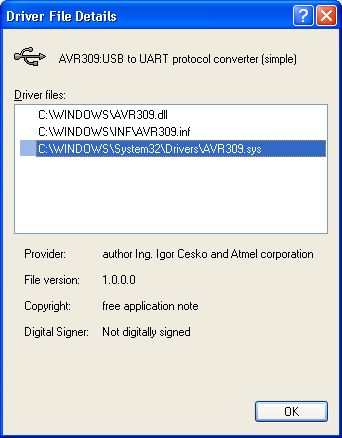 Driver File Details
AVR309:USB to UART protocol converter (simple)
Driver files:
C:\WINDOWS\AVR309.dll
C:\WINDOWS\INF\AVR309.inf
C:\WINDOWS\System32\Drivers\AVR309.sys
Provider: author Ing. Igor Cesko and Atmel corporation
File version: 1.0.0.0
Copyright: free application note
Digital Signer: Not digitally signed
OK